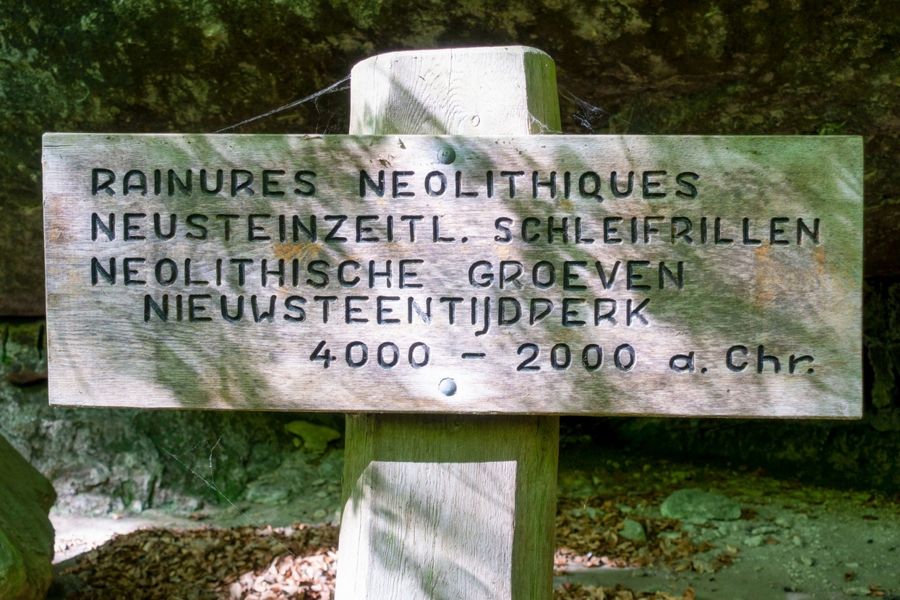 RAINURES NEOLITHIQUES
NEUSTEINZEITL. SCHLEIFRILLEN
NEOLITHISCHE GROEVEN
NIEUWSTEENTIJDPERK
4000 - 2000 a. Chr.